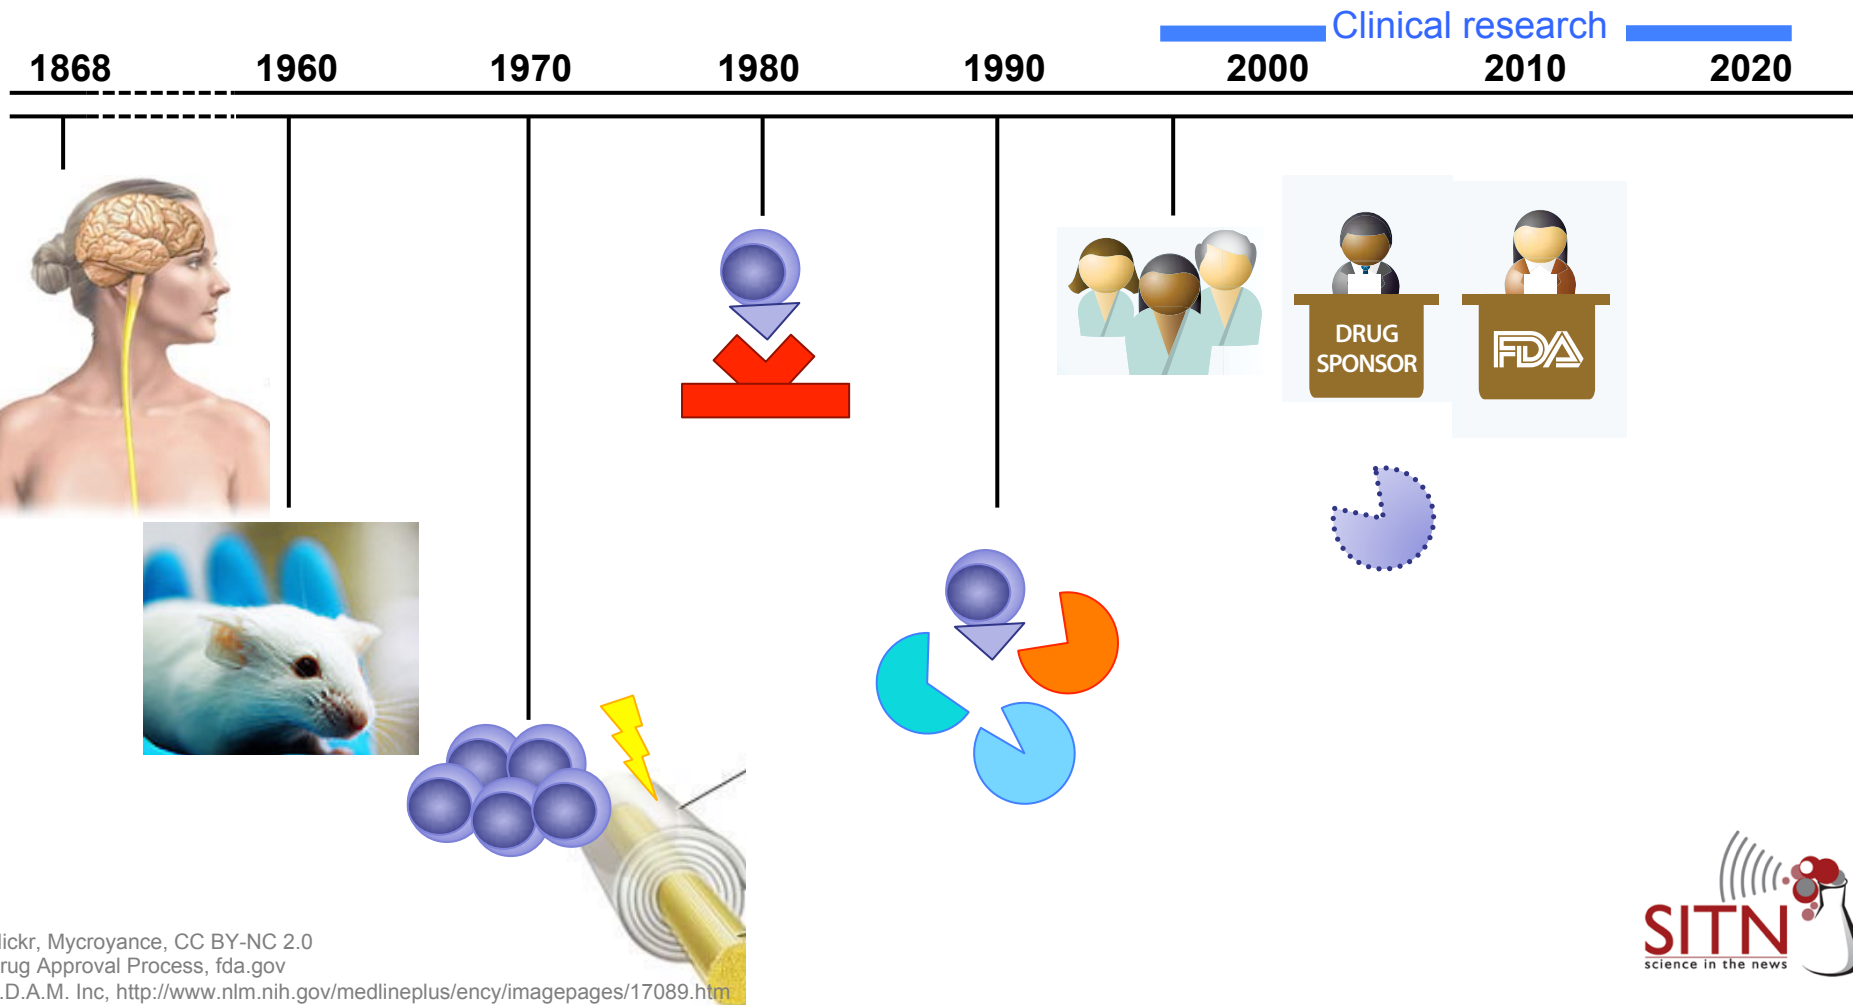 Clinical research
1868 1960 1970 1980 1990 2000 2010 2020
DRUG
SPONSOR
FDA
SITN
science in the news
lickr, Mycroyance, CC BY-NC 2.0
rug Approval Process, fda.gov
.D.A.M. Inc, http://www.nlm.nih.gov/medlineplus/ency/imagepages/17089.htm